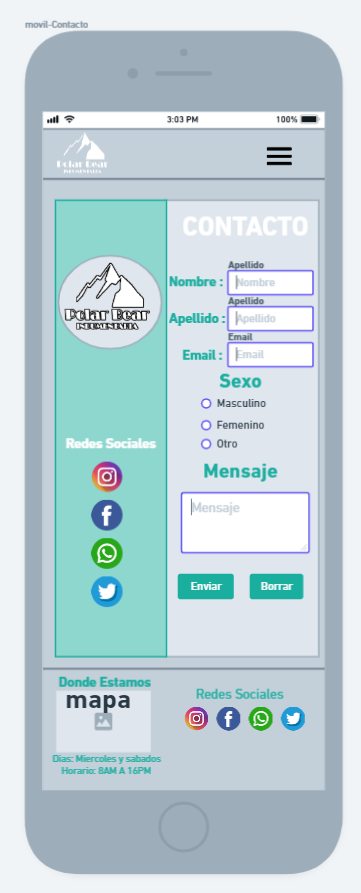 movil-Contacto
3:03 PM
100%
Polar Bear
INDUMENTARIA
CONTACTO
Polar Bear
INDUMENTARIA
Apellido
Nombre : Nombre
Apellido
Apellido : Apellido
Email
Email : Email
Sexo
Masculino
Femenino
Otro
Redes Sociales
Mensaje
Mensaje
Enviar
Borrar
Donde Estamos
mapa
Redes Sociales
Dias: Miercoles y sabados
Horario: 8AM A 16PM